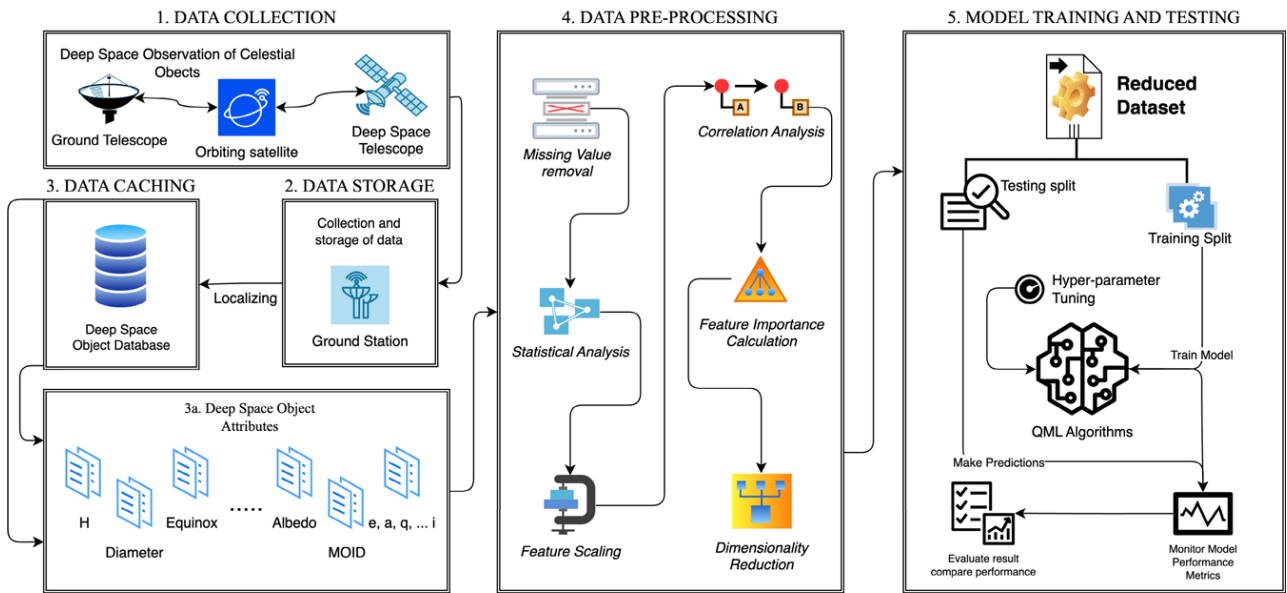 1. DATA COLLECTION
Deep Space Observation of Celestial
Obects
Ground Telescope
Orbiting satellite
Deep Space
Telescope
3. DATA CACHING
Deep Space
Object Database
Localizing
2. DATA STORAGE
Collection and
storage of data
Ground Station
3a. Deep Space Object
Attributes
H
Diameter
Equinox
.....
Albedo
MOID
e, a, q, ... i
4. DATA PRE-PROCESSING
Missing Value
removal
Statistical Analysis
Feature Scaling
A
B
Correlation Analysis
Feature Importance
Calculation
Dimensionality
Reduction
5. MODEL TRAINING AND TESTING
Reduced
Dataset
Testing split
Training Split
Hyper-parameter
Tuning
Train Model
QML Algorithms
Make Predictions
Evaluate result
compare performance
Monitor Model
Performance
Metrics